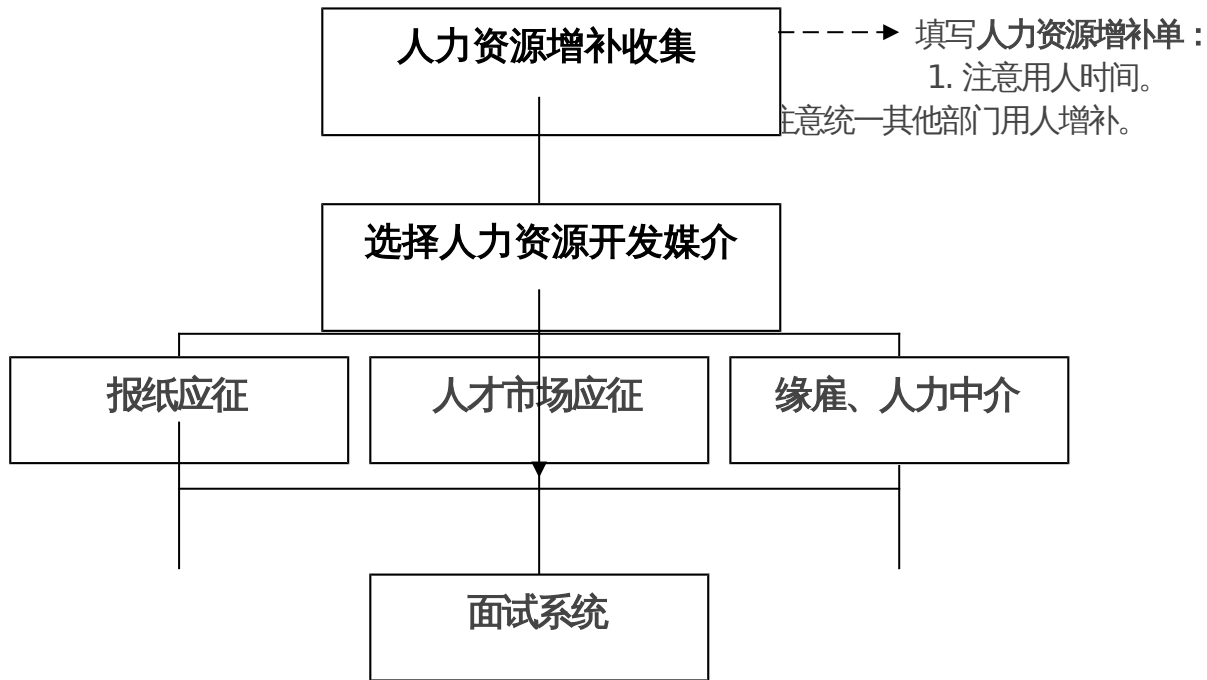 人力资源增补收集
填写人力资源增补单：
1. 注意用人时间。
注意统一其他部门用人增补。
选择人力资源开发媒介
报纸应征
人才市场应征
缘雇、人力中介
面试系统